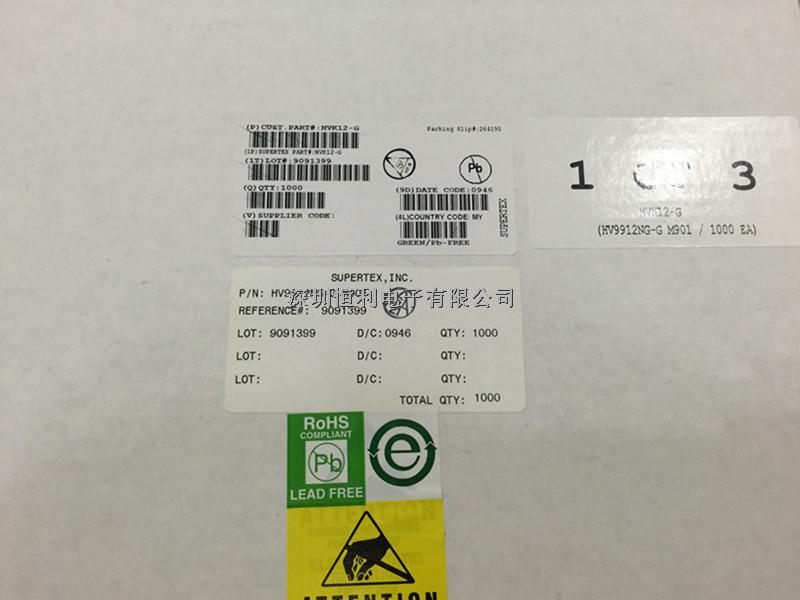 (P)CUST.PART#:HVK12-G
Packing Slip#:264195
(1P)SUPERTEX PART#:HVK12-G
(1T)LOT#:9091399
(Q)QTY:1000
(9D)DATE CODE:0946
(V)SUPPLIER CODE:
(4L)COUNTRY CODE: MY
GREEN/Pb-FREE
SUPERTEX
Pb
1 OF 3
HVK12-G
(HV9912NG-G M901 / 1000 EA)
SUPERTEX,INC.
P/N:
深圳恒利电子有限公司
REFERENCE#: 9091399
LOT: 9091399 D/C:0946 QTY: 1000
LOT: D/C: QTY:
LOT: D/C: QTY:
TOTAL QTY: 1000
RoHS
COMPLIANT
Pb
LEAD FREE
e
ATTENTION
ATTENTION